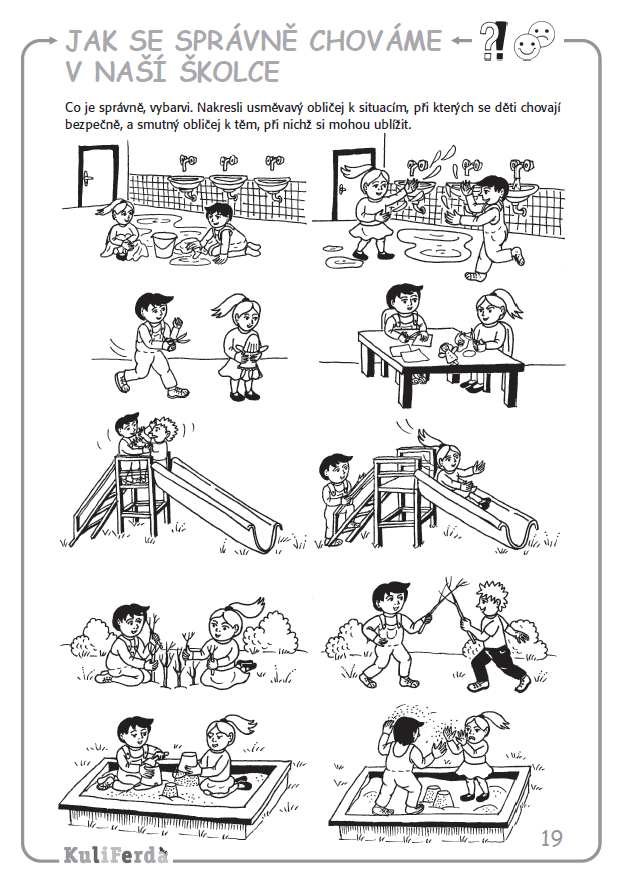 JAK SE SPRÁVNĚ CHOVÁME
V NAŠÍ ŠKOLCE
Co je správně, vybarvi. Nakresli usměvavý obličej k situacím, při kterých se děti chovají
bezpečně, a smutný obličej k těm, při nichž si mohou ublížit.
19
KuliFerda